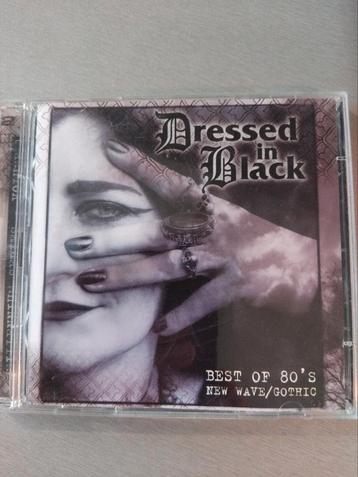 Dressed
in
Black
BEST OF 80'S
NEW WAVE/GOTHIC